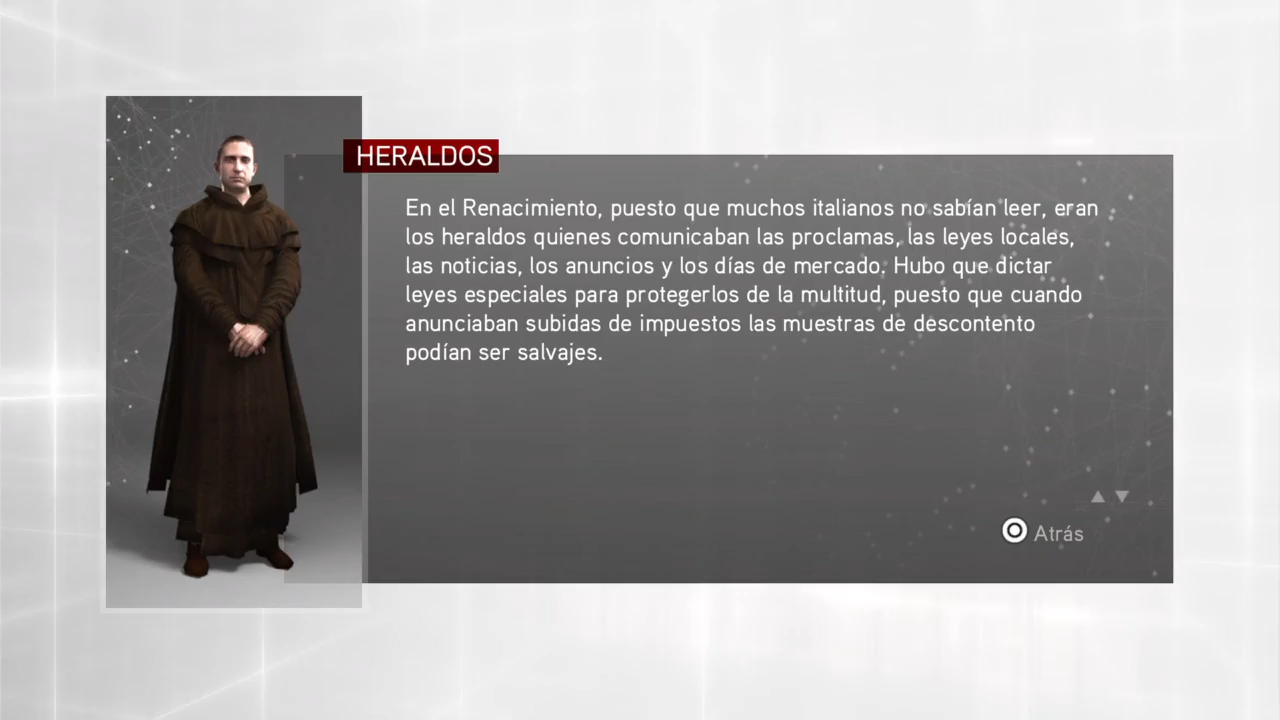 HERALDOS
En el Renacimiento, puesto que muchos italianos no sabían leer, eran
los heraldos quienes comunicaban las proclamas, las leyes locales,
las noticias, los anuncios y los días de mercado. Hubo que dictar
leyes especiales para protegerlos de la multitud, puesto que cuando
anunciaban subidas de impuestos las muestras de descontento
podían ser salvajes.
Atrás